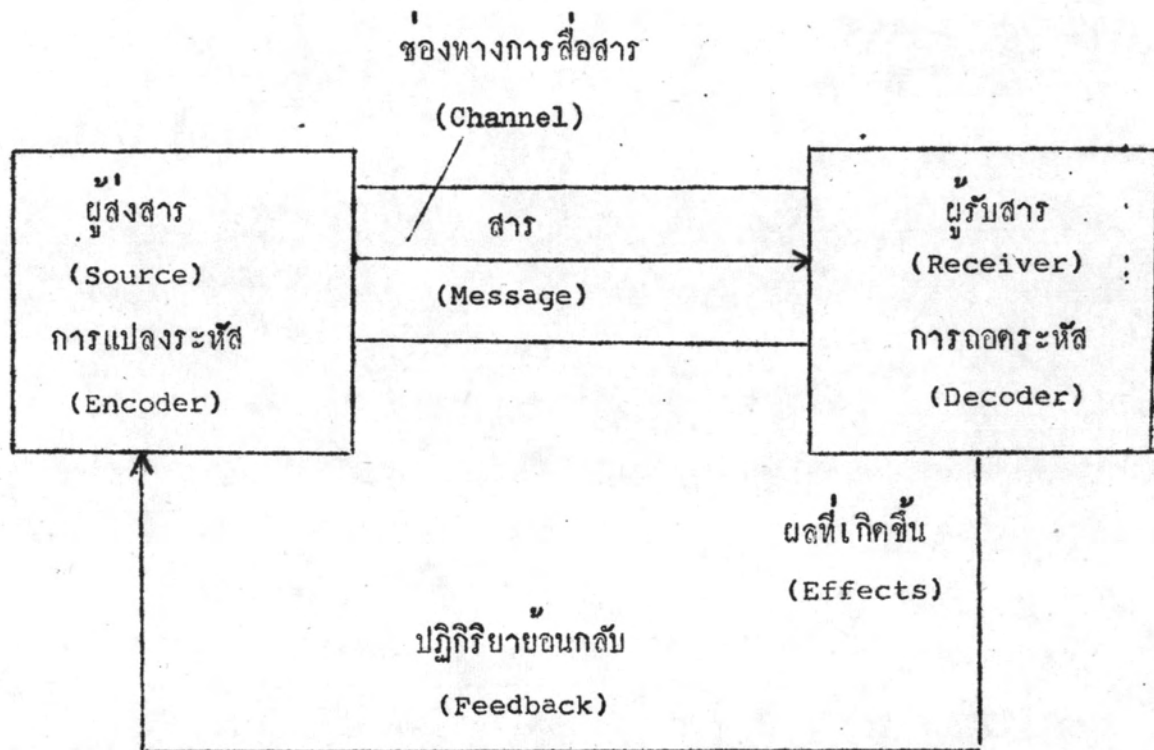 ช่องทางการสื่อสาร
(Channel)
ผู้ส่งสาร
(Source)
การแปลงระหัส
(Encoder)
สาร
(Message)
ผู้รับสาร
(Receiver)
การถอดระหัส
(Decoder)
ผลที่เกิดขึ้น
(Effects)
ปฏิกิริยาย้อนกลับ
(Feedback)